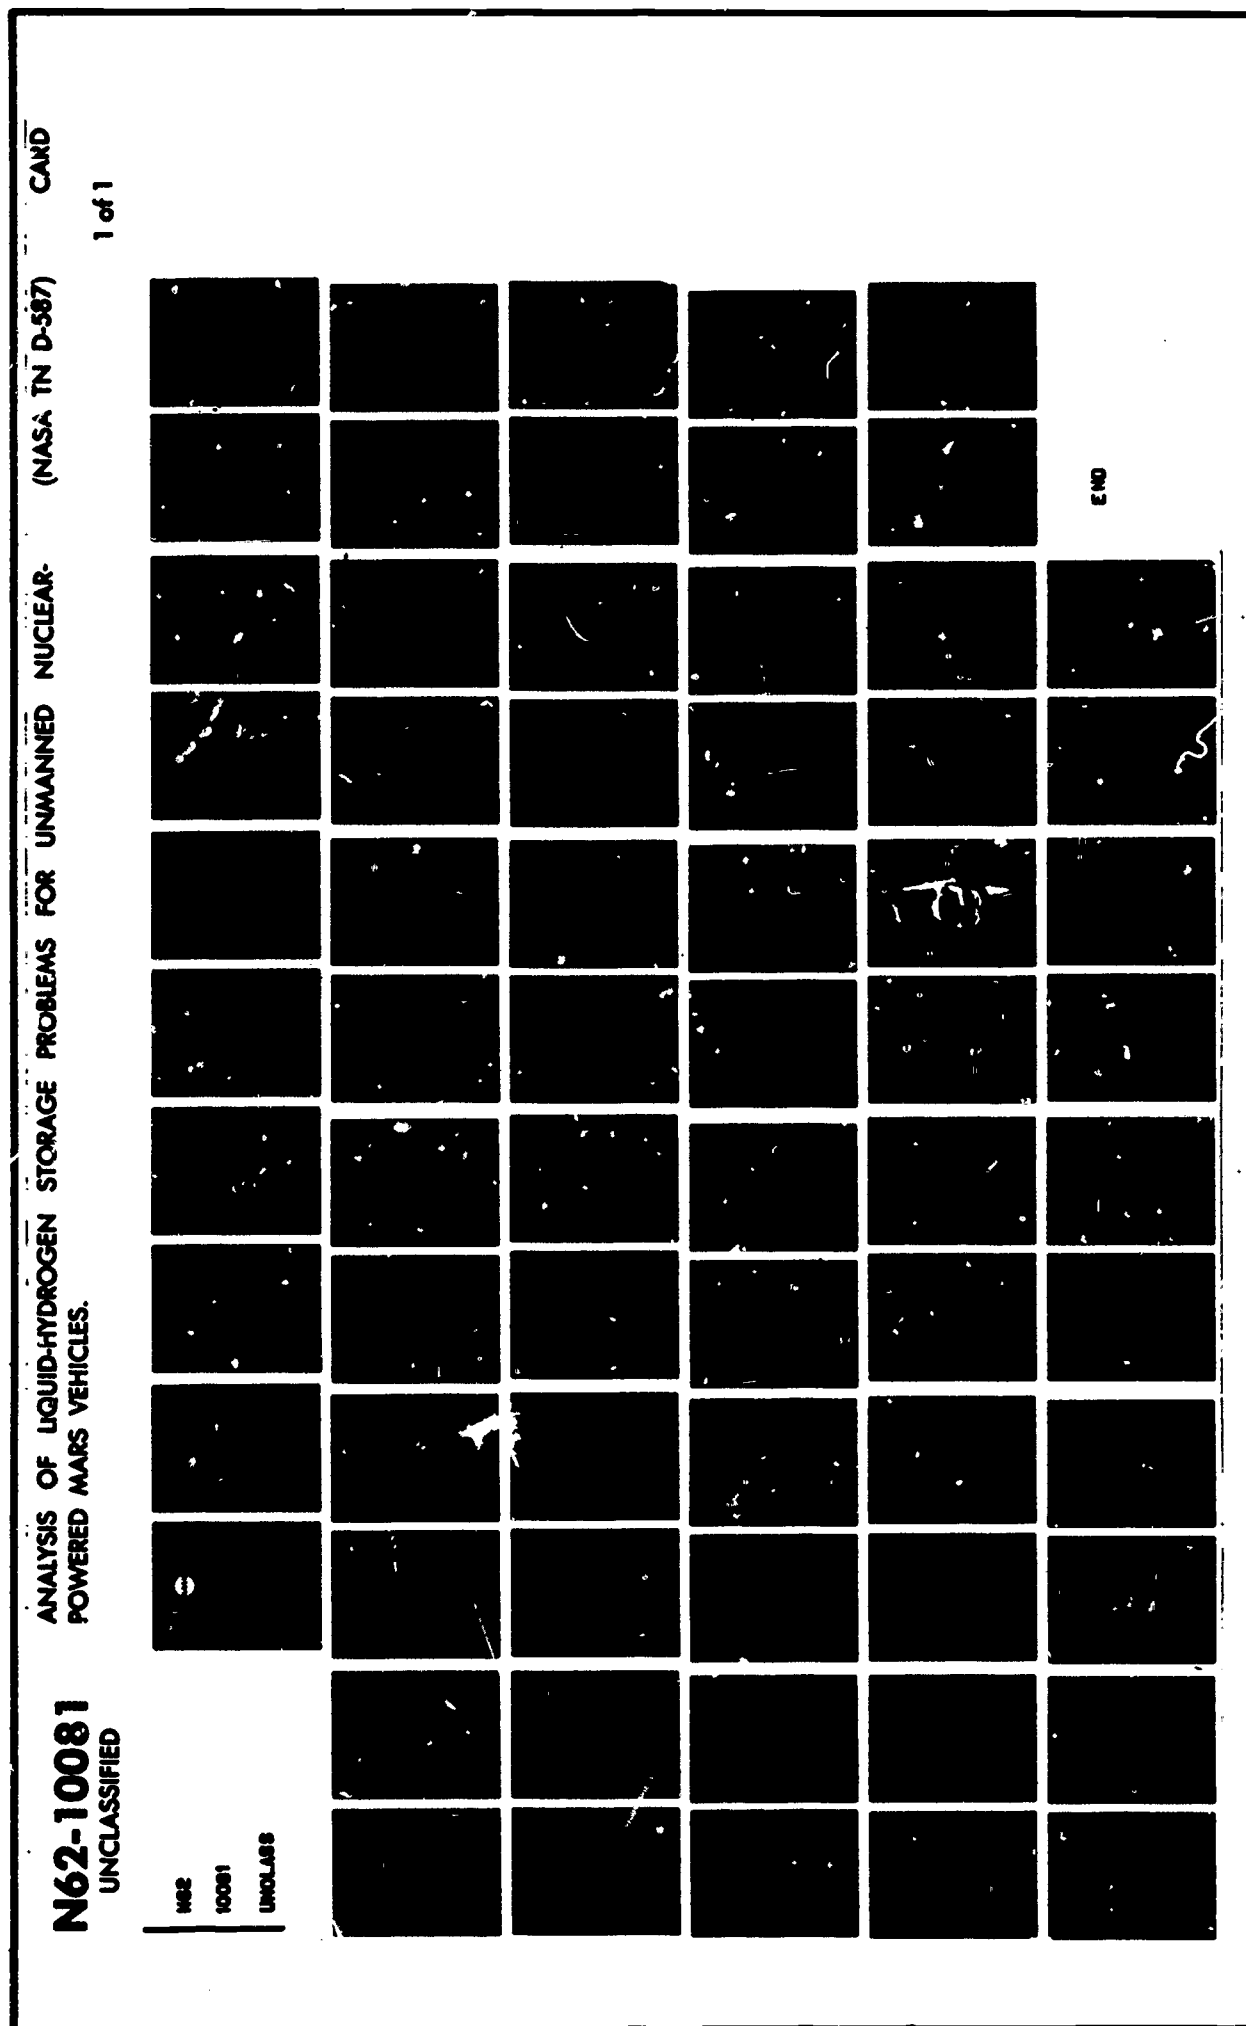 N62-10081
UNCLASSIFIED
ANALYSIS OF LIQUID-HYDROGEN STORAGE PROBLEMS FOR UNMANNED NUCLEAR-
POWERED MARS VEHICLES.
(NASA TN D-587)
CARD
1 of 1
N62
10081
UNCLASS
END